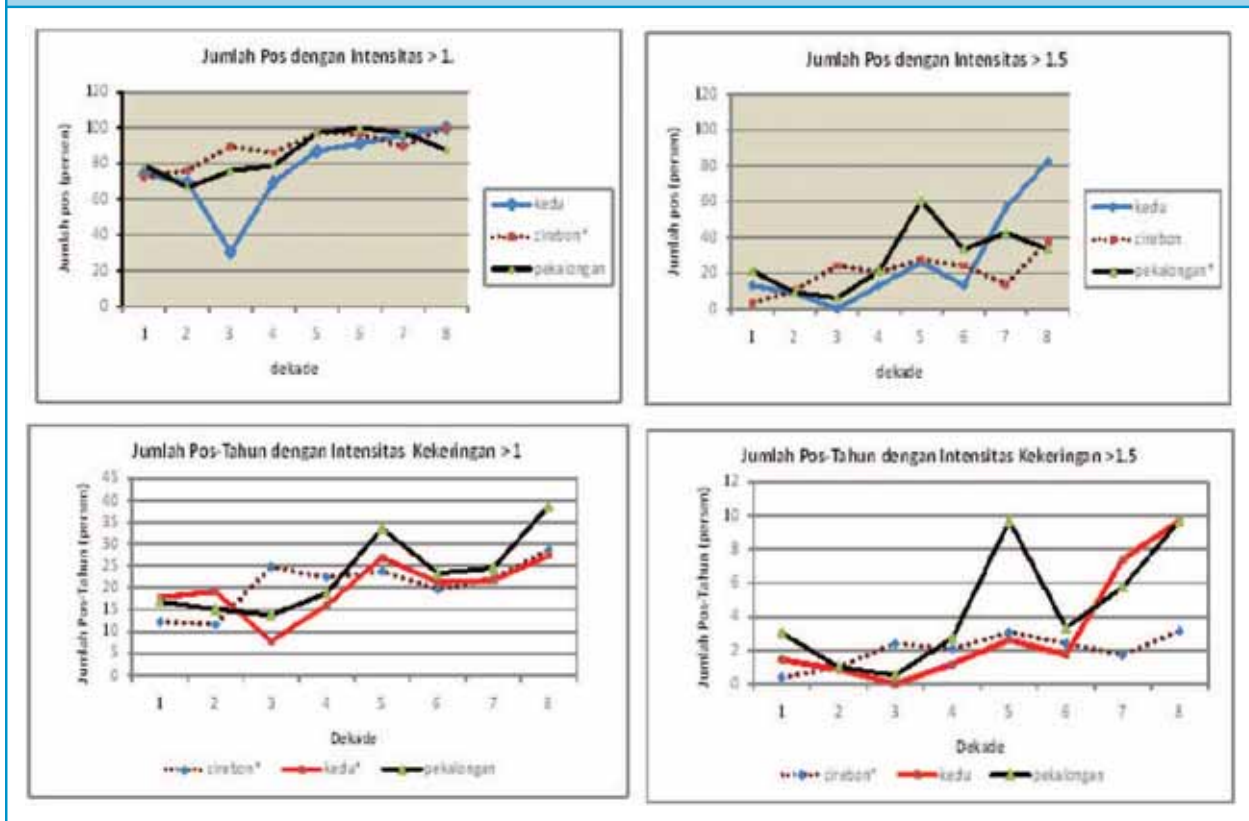 Jumlah Pos dengan Intensitas > 1.
Jumlah pos (persen)
120
100
80
60
40
20
0
1 2 3 4 5 6 7 8
dekade
kedu
cirebon*
pekalongan
Jumlah Pos dengan Intensitas > 1.5
Jumlah pos (persen)
120
100
80
60
40
20
0
1 2 3 4 5 6 7 8
dekade
kedu
cirebon
pekalongan*
Jumlah Pos-Tahun dengan Intensitas Kekeringan >1
Jumlah Pos-Tahun (persen)
45
40
35
30
25
20
15
10
5
0
1 2 3 4 5 6 7 8
Dekade
cirebon* kedu* pekalongan
Jumlah Pos-Tahun dengan Intensitas Kekeringan >1.5
Jumlah Pos-Tahun (persen)
12
10
8
6
4
2
0
1 2 3 4 5 6 7 8
Dekade
cirebon* kedu pekalongan